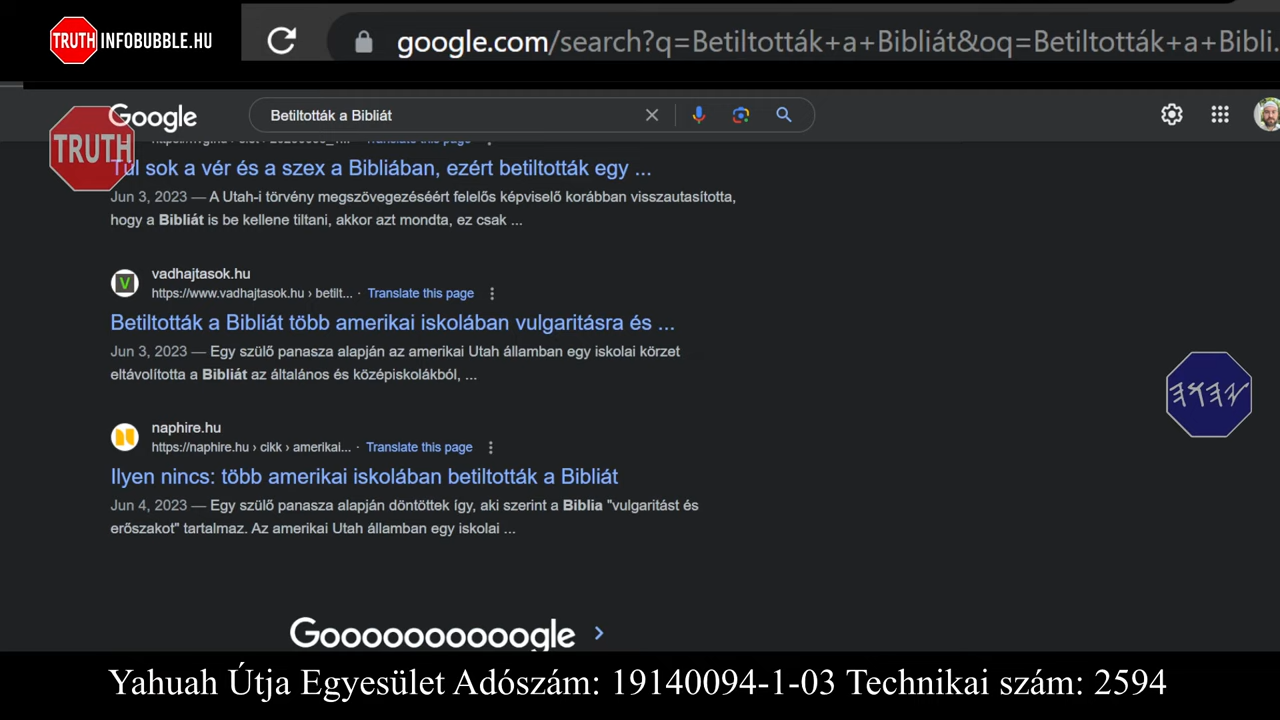 TRUTH INFOBUBBLE.HU
google.com/search?q=Betiltották+a+Bibliát&oq=Betiltották+a+Bibli.
Google
Betiltották a Bibliát
TRUTH
Translate this page
Túl sok a vér és a szex a Bibliában, ezért betiltották egy ...
Jun 3, 2023 — A Utah-i törvény megszövegezéséért felelős képviselő korábban visszautasította,
hogy a Bibliát is be kellene tiltani, akkor azt mondta, ez csak ...
vadhajtasok.hu
https://www.vadhajtasok.hu › betilt... · Translate this page
Betiltották a Bibliát több amerikai iskolában vulgaritásra és ...
Jun 3, 2023 — Egy szülő panasza alapján az amerikai Utah államban egy iskolai körzet
eltávolította a Bibliát az általános és középiskolákból, ...
naphire.hu
https://naphire.hu › cikk › amerikai... · Translate this page
Ilyen nincs: több amerikai iskolában betiltották a Bibliát
Jun 4, 2023 — Egy szülő panasza alapján döntöttek így, aki szerint a Biblia "vulgaritást és
erőszakot" tartalmaz. Az amerikai Utah államban egy iskolai ...
𐤉𐤄𐤅𐤄
Goooooooooogle >
Yahuah Útja Egyesület Adószám: 19140094-1-03 Technikai szám: 2594